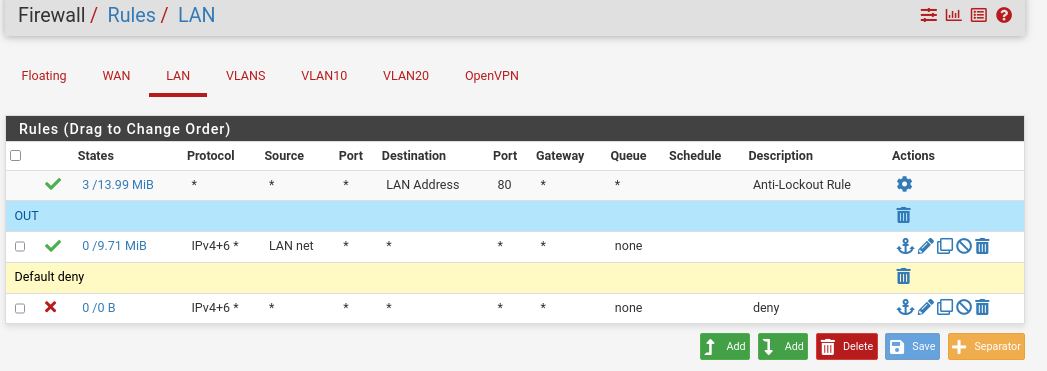 Firewall / Rules / LAN
Floating WAN LAN VLANS VLAN10 VLAN20 OpenVPN
Rules (Drag to Change Order)
States Protocol Source Port Destination Port Gateway Queue Schedule Description Actions
3 /13.99 MiB * * * LAN Address 80 * * Anti-Lockout Rule
OUT
0 /9.71 MiB IPv4+6 * LAN net * * * * none
Default deny
0 /0 B IPv4+6 * * * * * * none deny
Add Add Delete Save Separator